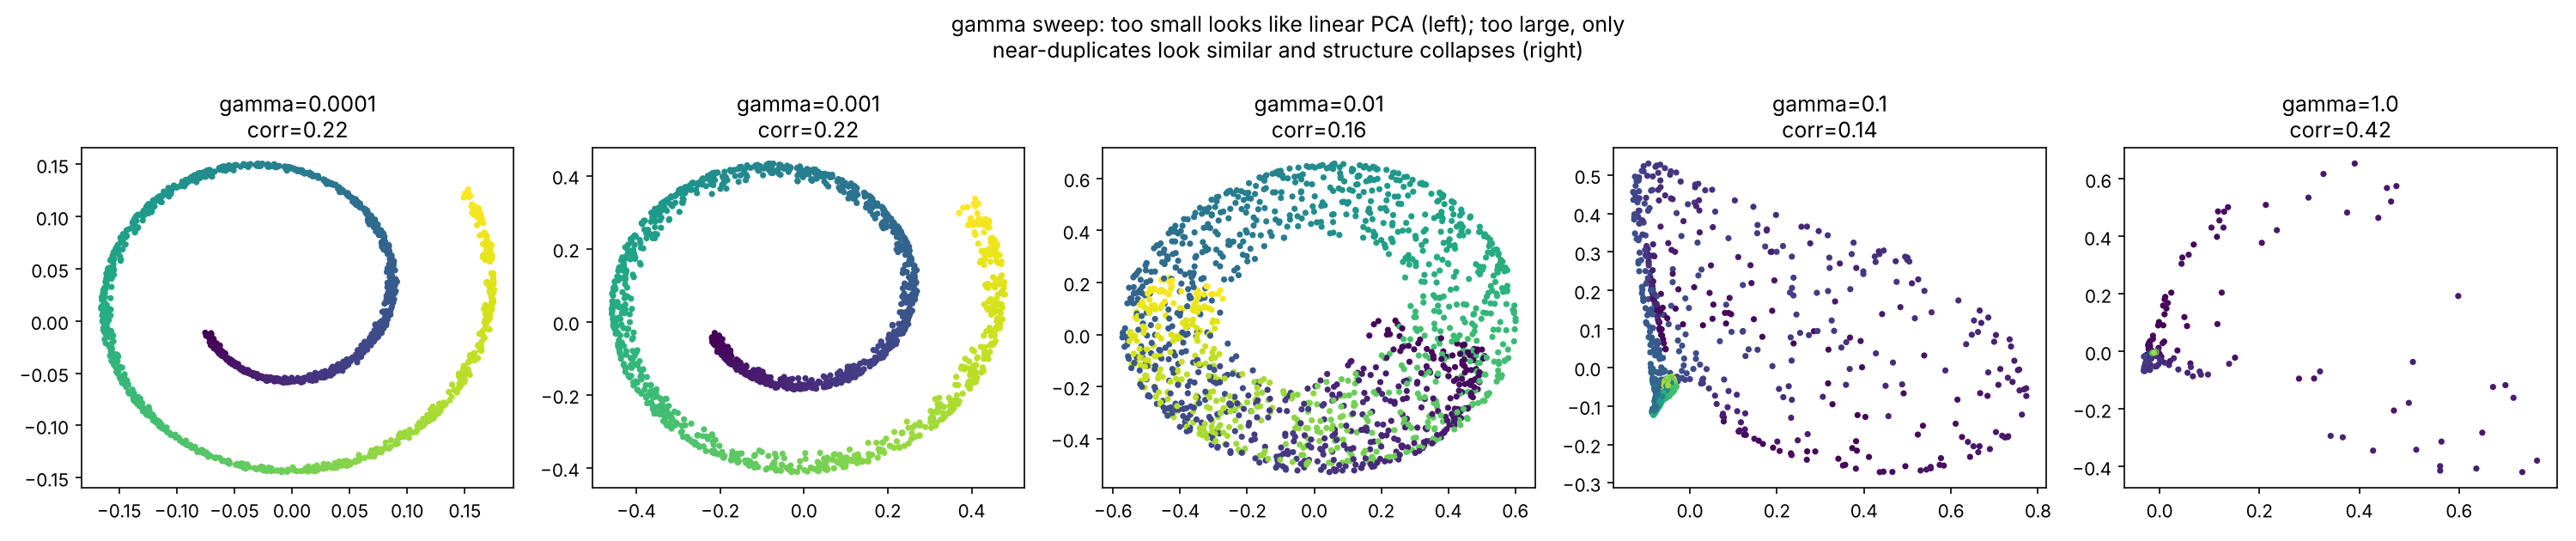 gamma sweep: too small looks like linear PCA (left); too large, only
near-duplicates look similar and structure collapses (right)
gamma=0.0001
corr=0.22
0.15
0.10
0.05
0.00
−0.05
−0.10
−0.15
−0.15 −0.10 −0.05 0.00 0.05 0.10 0.15
gamma=0.001
corr=0.22
0.4
0.2
0.0
−0.2
−0.4
−0.4 −0.2 0.0 0.2 0.4
gamma=0.01
corr=0.16
0.6
0.4
0.2
0.0
−0.2
−0.4
−0.6 −0.4 −0.2 0.0 0.2 0.4 0.6
gamma=0.1
corr=0.14
0.5
0.4
0.3
0.2
0.1
0.0
−0.1
−0.2
−0.3
0.0 0.2 0.4 0.6 0.8
gamma=1.0
corr=0.42
0.6
0.4
0.2
0.0
−0.2
−0.4
0.0 0.2 0.4 0.6